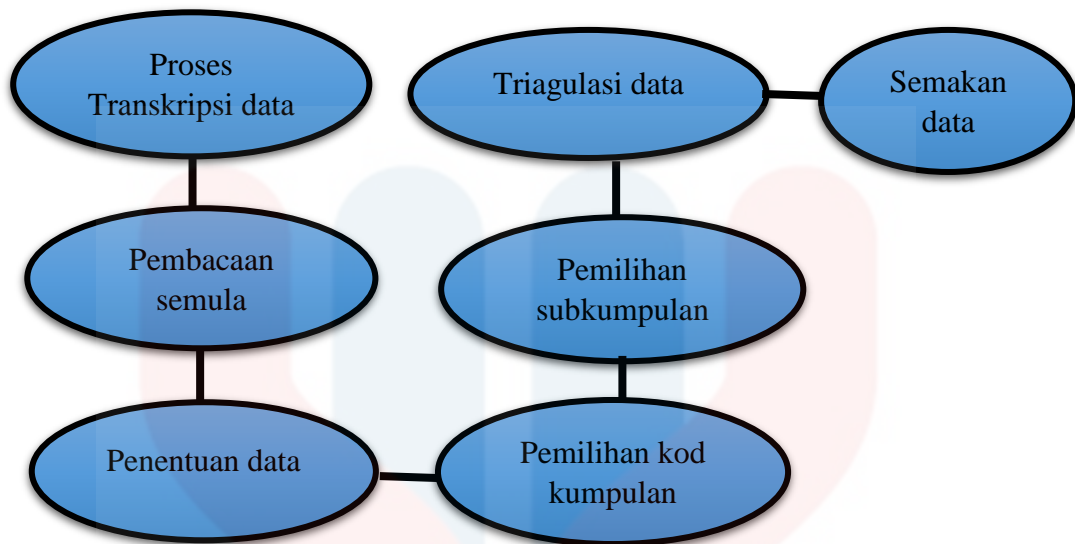 Proses
Transkripsi data
Pembacaan
semula
Penentuan data
Pemilihan kod
kumpulan
Pemilihan
subkumpulan
Triagulasi data
Semakan
data